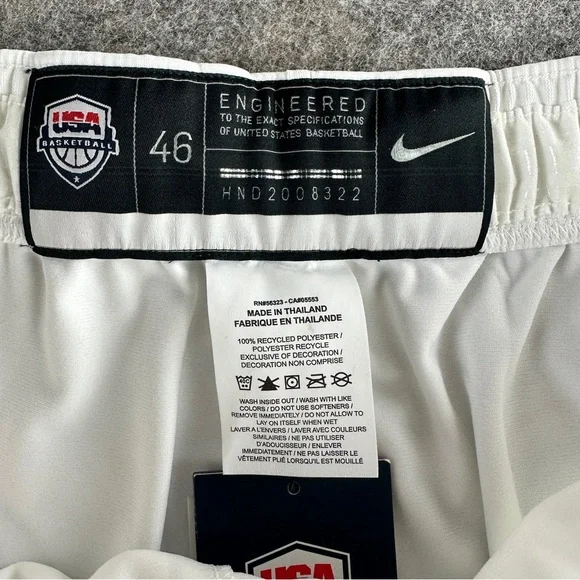 USA
BASKETBALL
46
ENGINEERED
TO THE EXACT SPECIFICATIONS
OF UNITED STATES BASKETBALL
HND2008322
RN#56323 - CA#05553
MADE IN THAILAND
FABRIQUE EN THAILANDE
100% RECYCLED POLYESTER /
POLYESTER RECYCLE
EXCLUSIVE OF DECORATION /
DECORATION NON COMPRISE
40C
WASH INSIDE OUT / WASH WITH LIKE
COLORS / DO NOT USE SOFTENERS /
REMOVE IMMEDIATELY / DO NOT ALLOW TO
LAY ON ITSELF WHEN WET
LAVER A L'ENVERS / LAVER AVEC COULEURS
SIMILAIRES / NE PAS UTILISER
D'ADOUCISSEUR / ENLEVER
IMMEDIATEMENT / NE PAS LAISSER LE
VÊTEMENT PLIÉ LORSQU'IL EST MOUILLÉ
USA